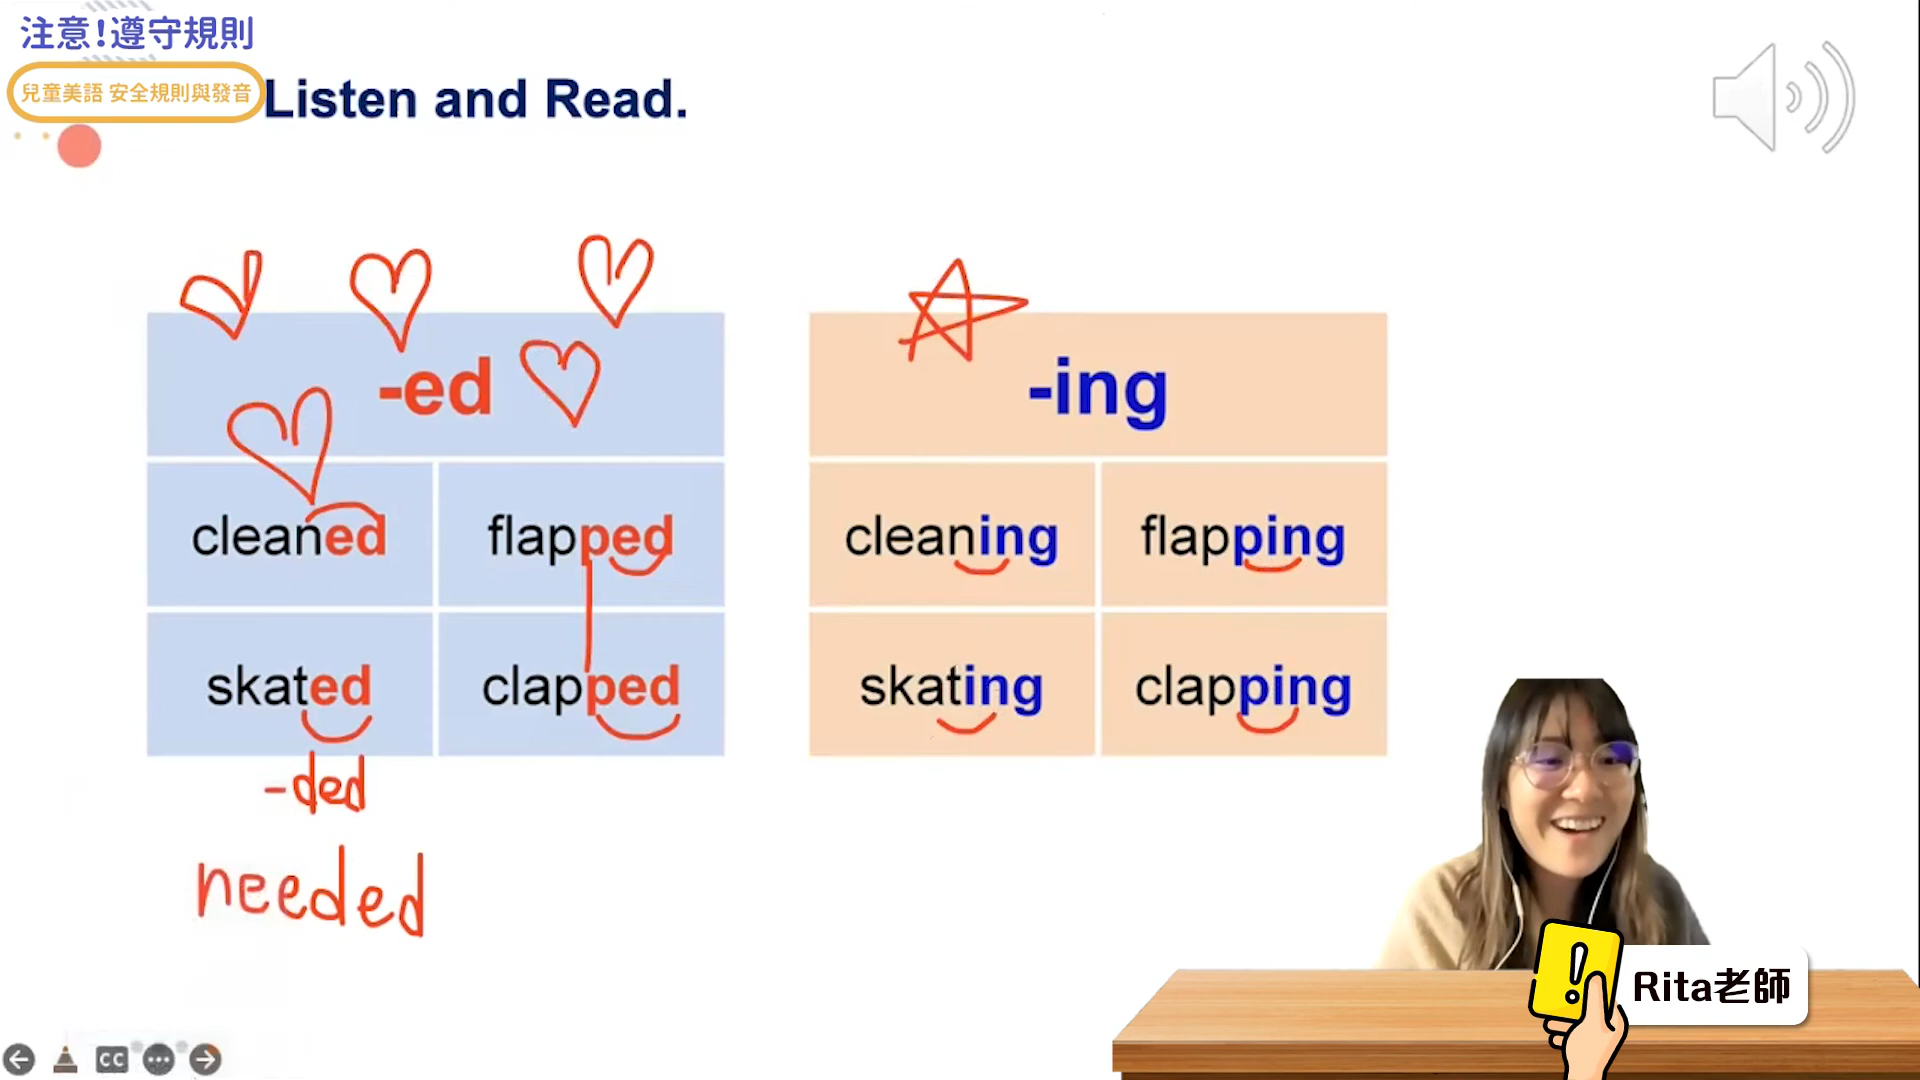 注意!遵守規則
兒童美語 安全規則與發音
Listen and Read.
-ed
-ing
cleaned
flapped
cleaning
flapping
skated
clapped
skating
clapping
-ded
needed
Rita老師
CC